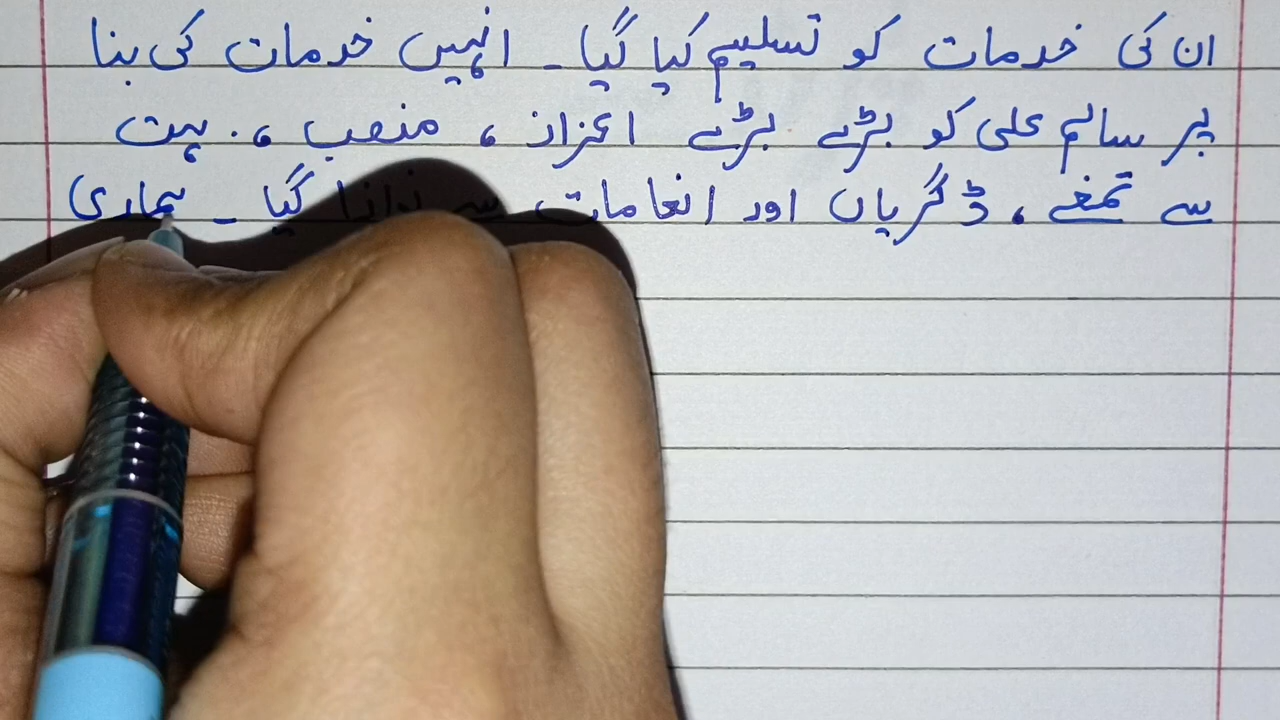 ان کی خدمات کو تسلیم کیا گیا ۔ انہیں خدمات کی بنا
پر سالم علی کو بڑے بڑے اعزاز ، منصب ، بہت
سے تمغے ، ڈگریاں اور انعامات سے نوازا گیا ۔ ہماری